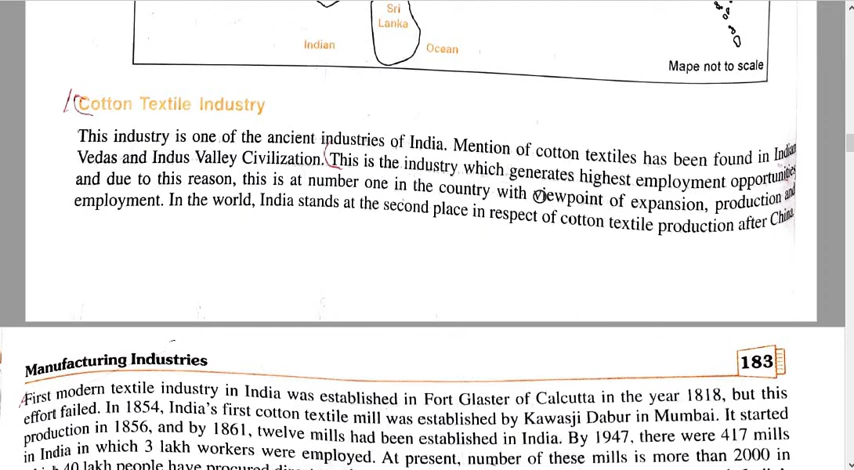 Sri
Lanka
Indian
Ocean
Mape not to scale
Cotton Textile Industry
This industry is one of the ancient industries of India. Mention of cotton textiles has been found in Indian
Vedas and Indus Valley Civilization. This is the industry which generates highest employment opportunities
and due to this reason, this is at number one in the country with viewpoint of expansion, production and
employment. In the world, India stands at the second place in respect of cotton textile production after China
Manufacturing Industries
183
First modern textile industry in India was established in Fort Glaster of Calcutta in the year 1818, but this
effort failed. In 1854, India's first cotton textile mill was established by Kawasji Dabur in Mumbai. It started
production in 1856, and by 1861, twelve mills had been established in India. By 1947, there were 417 mills
in India in which 3 lakh workers were employed. At present, number of these mills is more than 2000 in
40 lakh people have procured